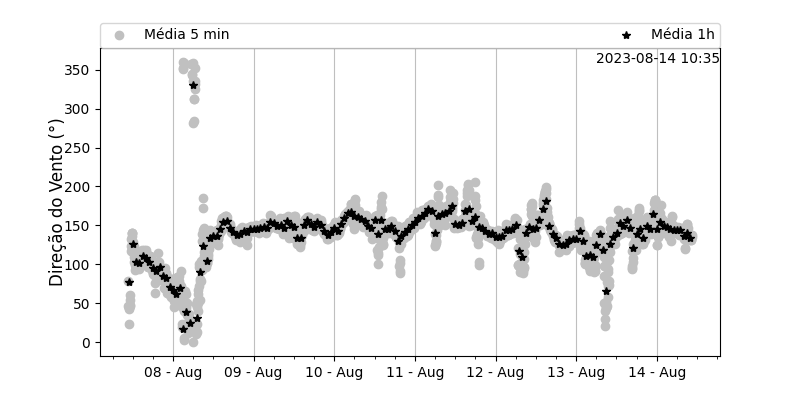 Média 5 min
Média 1h
2023-08-14 10:35
Direção do Vento (°)
350
300
250
200
150
100
50
0
08 - Aug
09 - Aug
10 - Aug
11 - Aug
12 - Aug
13 - Aug
14 - Aug